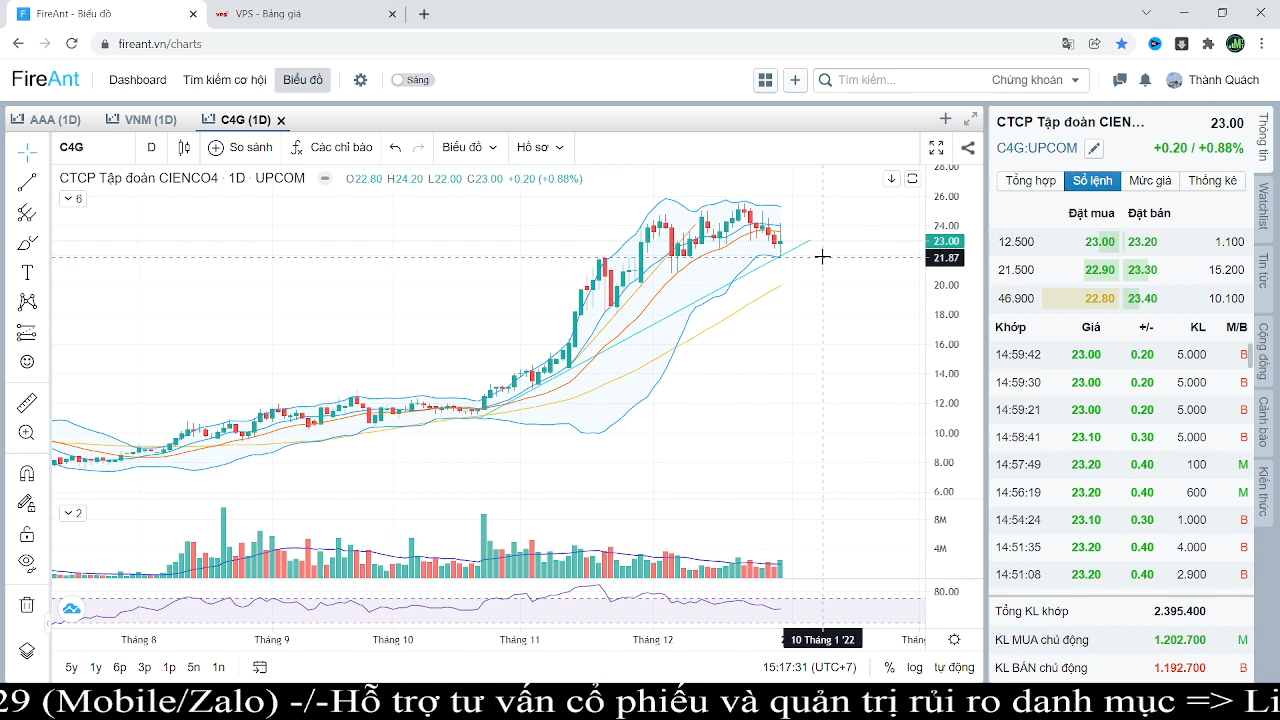 FireAnt - Biểu đồ
VPS - Bảng giá
fireant.vn/charts
FireAnt
Dashboard
Tìm kiếm cơ hội
Biểu đồ
Sáng
Tìm kiếm...
Chứng khoán
Thành Quách
AAA (1D)
VNM (1D)
C4G (1D)
C4G
D
So sánh
Các chỉ báo
Biểu đồ
Hồ sơ
CTCP Tập đoàn CIENCO4 · 1D · UPCOM
O22.80 H24.20 L22.00 C23.00 +0.20 (+0.88%)
6
28.00
26.00
24.00
23.00
21.87
20.00
18.00
16.00
14.00
12.00
10.00
8.00
6.00
2
8M
4M
80.00
Tháng 8
Tháng 9
Tháng 10
Tháng 11
Tháng 12
10 Tháng 1 '22
5y 1y 6p 3p 1p 5n 1n
15:17:31 (UTC+7)
% log tự động
CTCP Tập đoàn CIEN... 23.00
C4G:UPCOM +0.20 / +0.88%
Tổng hợp Sổ lệnh Mức giá Thống kê
Đặt mua Đặt bán
12.500 23.00 23.20 1.100
21.500 22.90 23.30 15.200
46.900 22.80 23.40 10.100
Khớp Giá +/- KL M/B
14:59:42 23.00 0.20 5.000 B
14:59:30 23.00 0.20 5.000 B
14:59:21 23.00 0.20 5.000 B
14:58:41 23.10 0.30 5.000 B
14:57:49 23.20 0.40 100 M
14:56:19 23.20 0.40 600 M
14:54:24 23.10 0.30 1.000 B
14:51:35 23.20 0.40 4.000 B
14:51:08 23.20 0.40 2.900 B
Tổng KL khớp 2.395.400
KL MUA chủ động 1.202.700 M
KL BÁN chủ động 1.192.700 B
Thông tin
Watchlist
Tin tức
Cộng đồng
Cảnh báo
Kiến thức
29 (Mobile/Zalo) -/-Hỗ trợ tư vấn cổ phiếu và quản trị rủi ro danh mục => Li